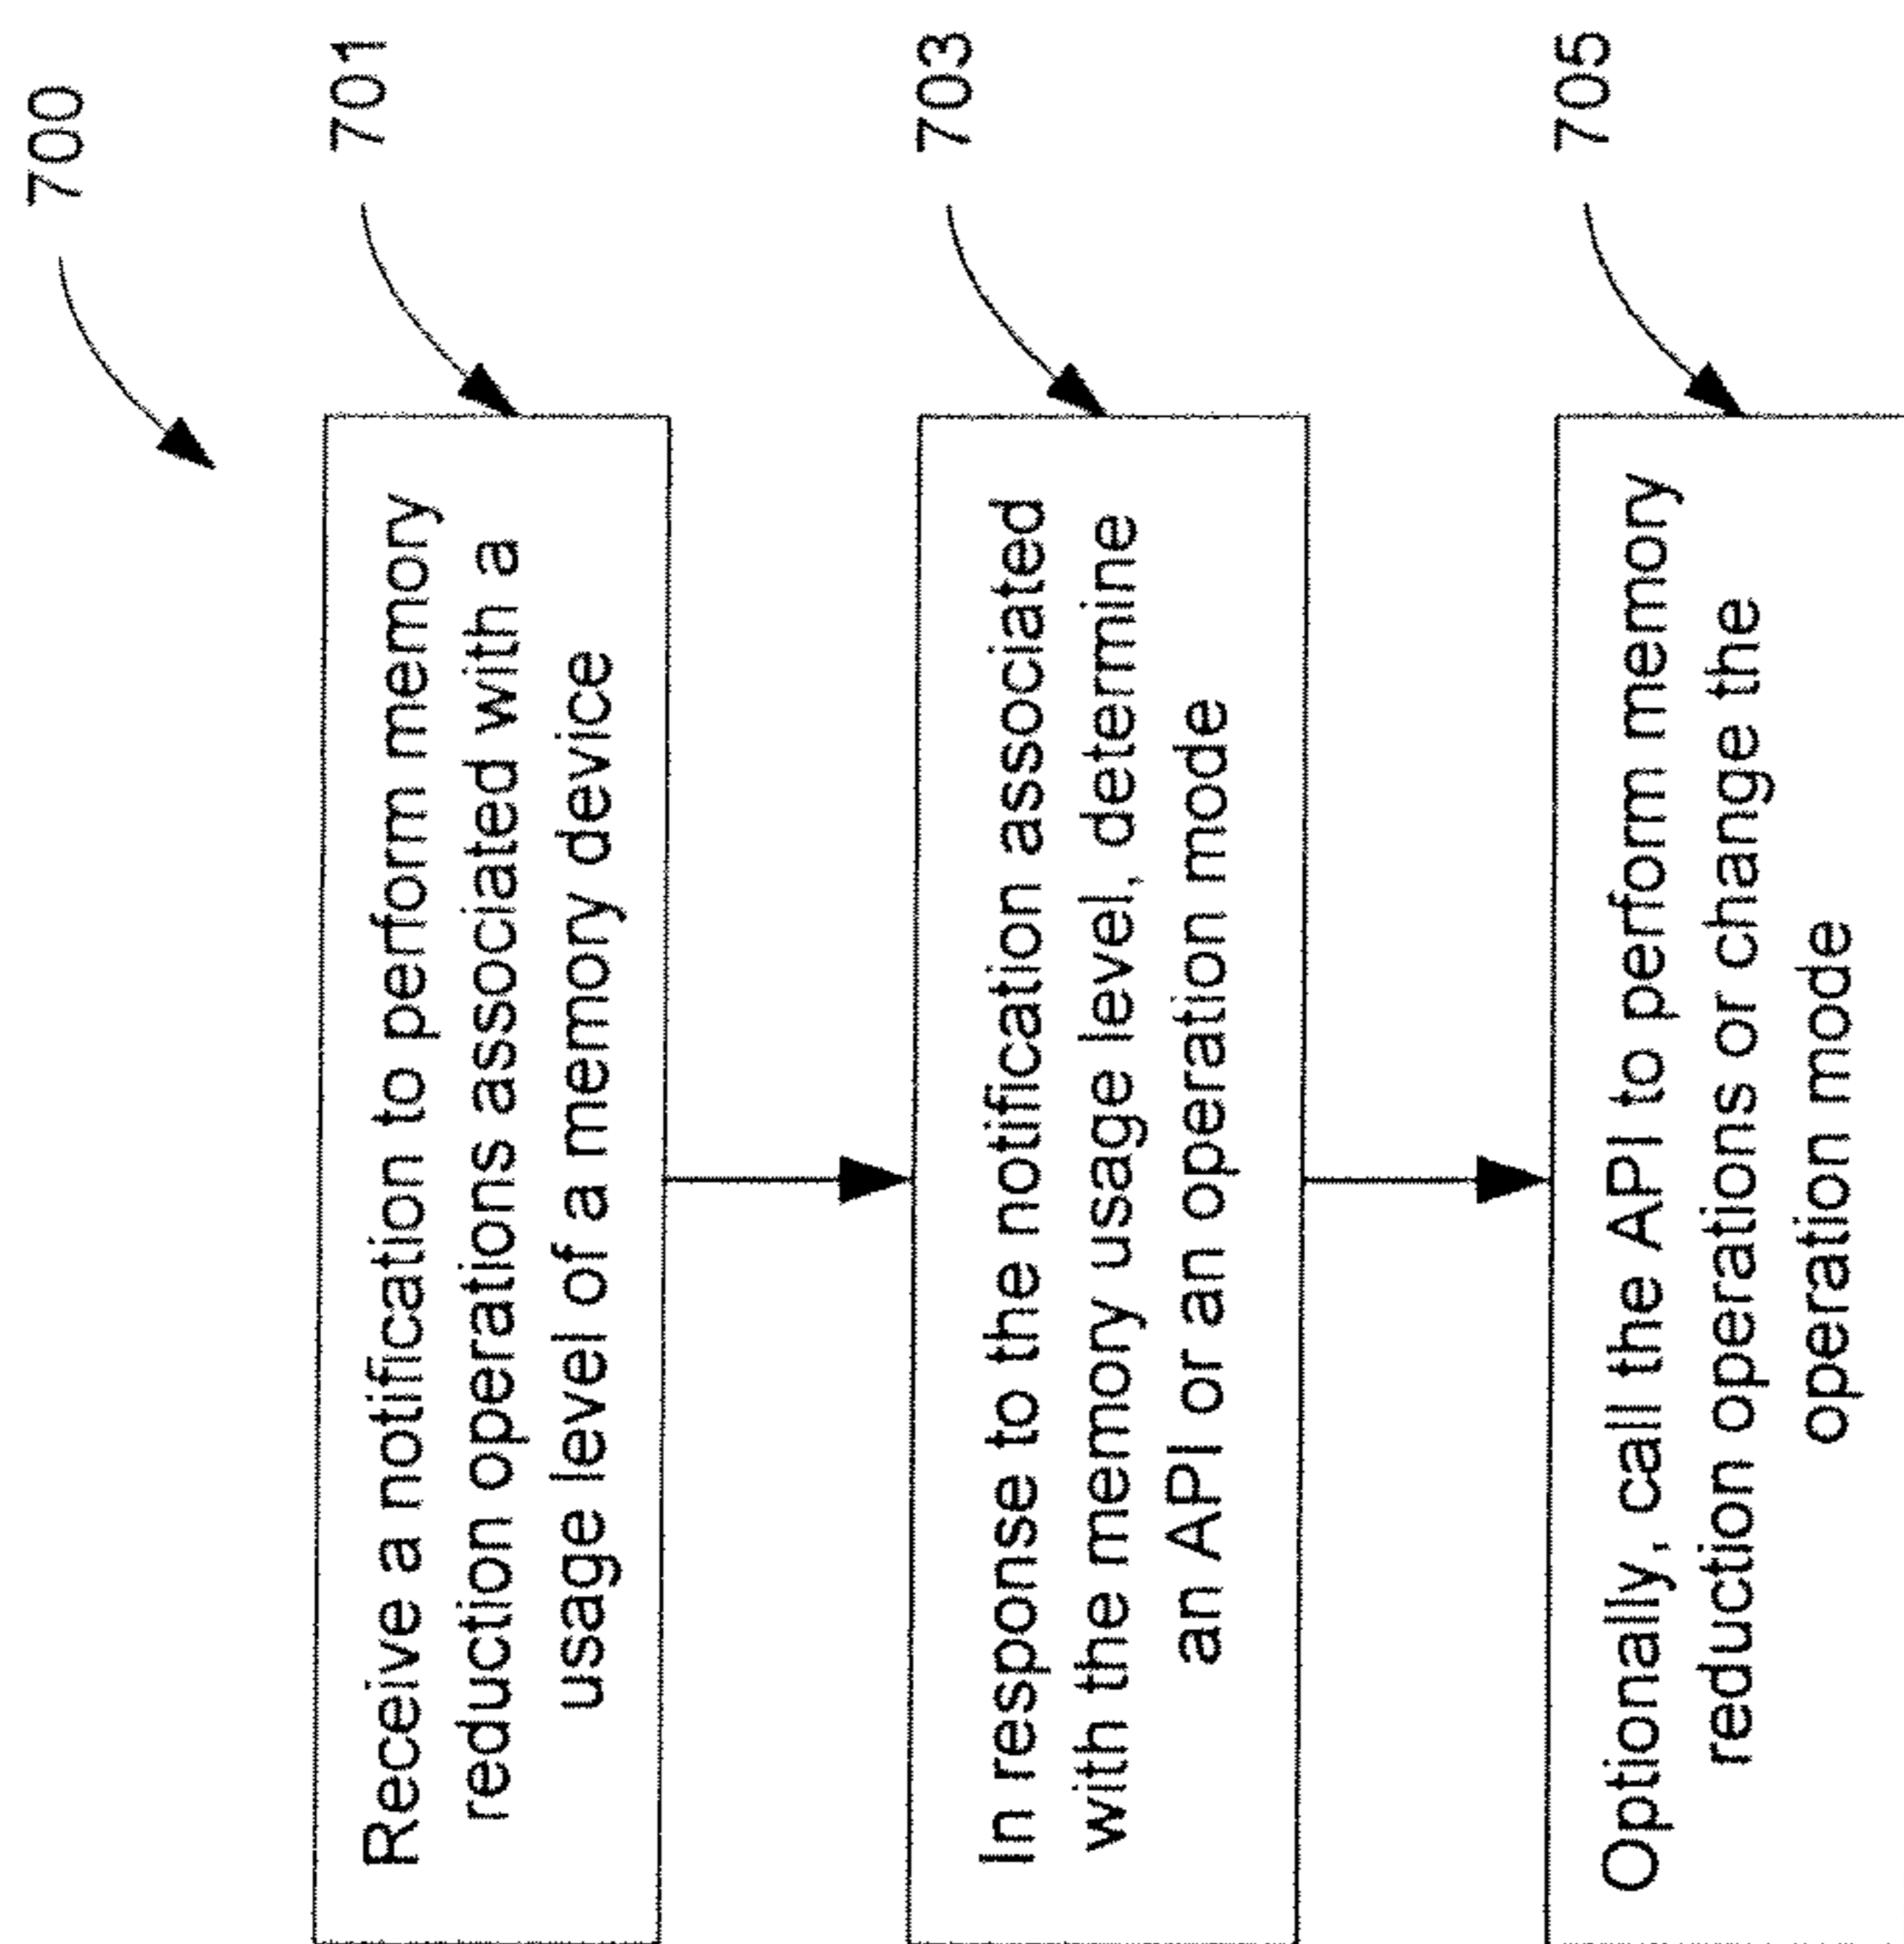 700
701
Receive a notification to perform memory
reduction operations associated with a
usage level of a memory device
703
In response to the notification associated
with the memory usage level, determine
an API or an operation mode
705
Optionally, call the API to perform memory
reduction operations or change the
operation mode